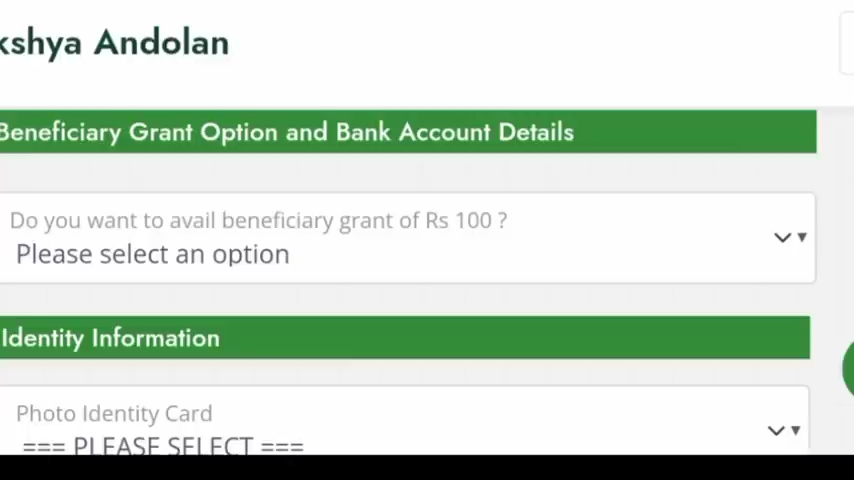 kshya Andolan
Beneficiary Grant Option and Bank Account Details
Do you want to avail beneficiary grant of Rs 100 ?
Please select an option
Identity Information
Photo Identity Card
=== PLEASE SELECT ===